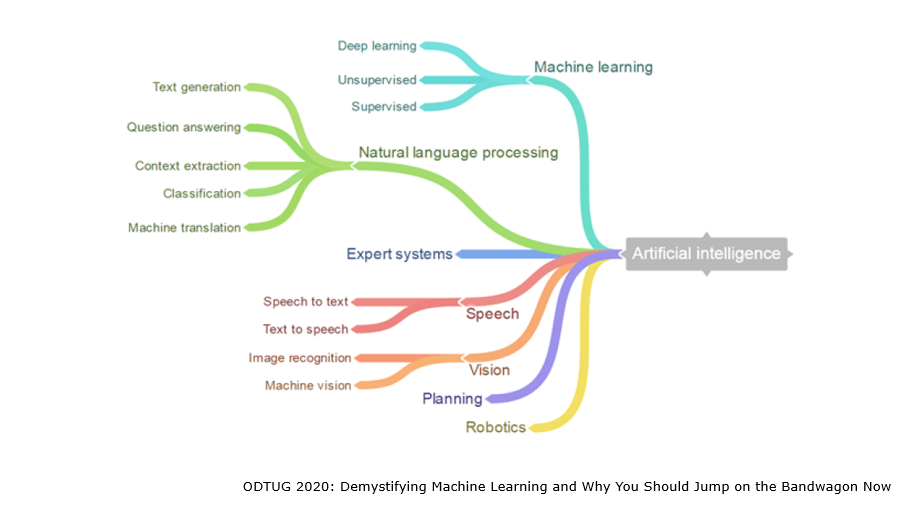 Deep learning
Machine learning
Unsupervised
Text generation
Supervised
Question answering
Natural language processing
Context extraction
Classification
Machine translation
Expert systems
Artificial intelligence
Speech to text
Speech
Text to speech
Image recognition
Vision
Machine vision
Planning
Robotics
ODTUG 2020: Demystifying Machine Learning and Why You Should Jump on the Bandwagon Now